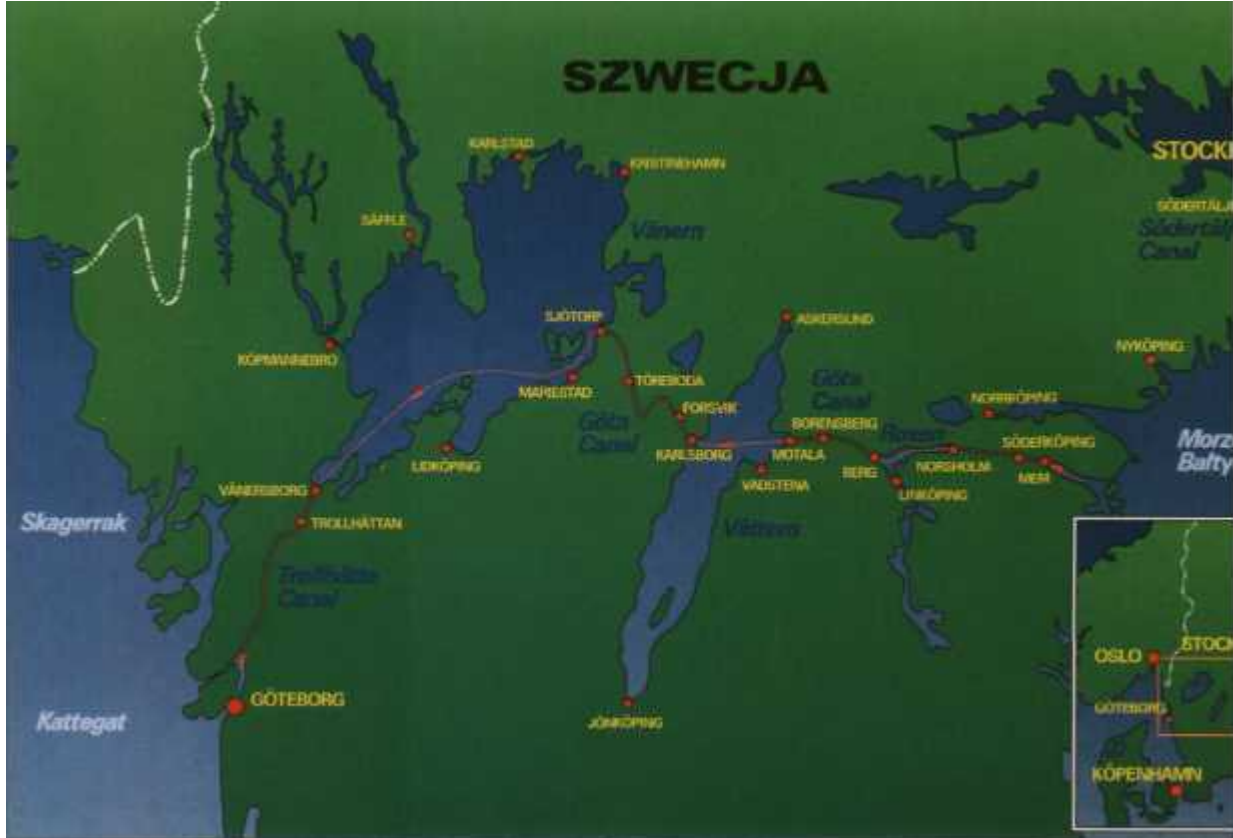 SZWECJA
KARLSTAD
KRISTINEHAMN
STOCK
SÖDERTÄLJ
Södertälj
Canal
SÄFFLE
Vänern
SJÖTORP
ASKERSUND
KÖPMANNEBRO
NYKÖPING
MARIESTAD
TÖREBODA
Göta
Canal
NORRKÖPING
FORSVIK
Göta
Canal
BORENSBERG
Roxen
SÖDERKÖPING
Morze
Bałty
LIDKÖPING
KARLSBORG
MOTALA
BERG
NORSHOLM
MEM
VADSTENA
LINKÖPING
VÄNERSBORG
Skagerrak
TROLLHÄTTAN
Vättern
Trollhätte
Canal
OSLO
STOCK
GÖTEBORG
GÖTEBORG
Kattegat
JÖNKÖPING
KÖPENHAMN